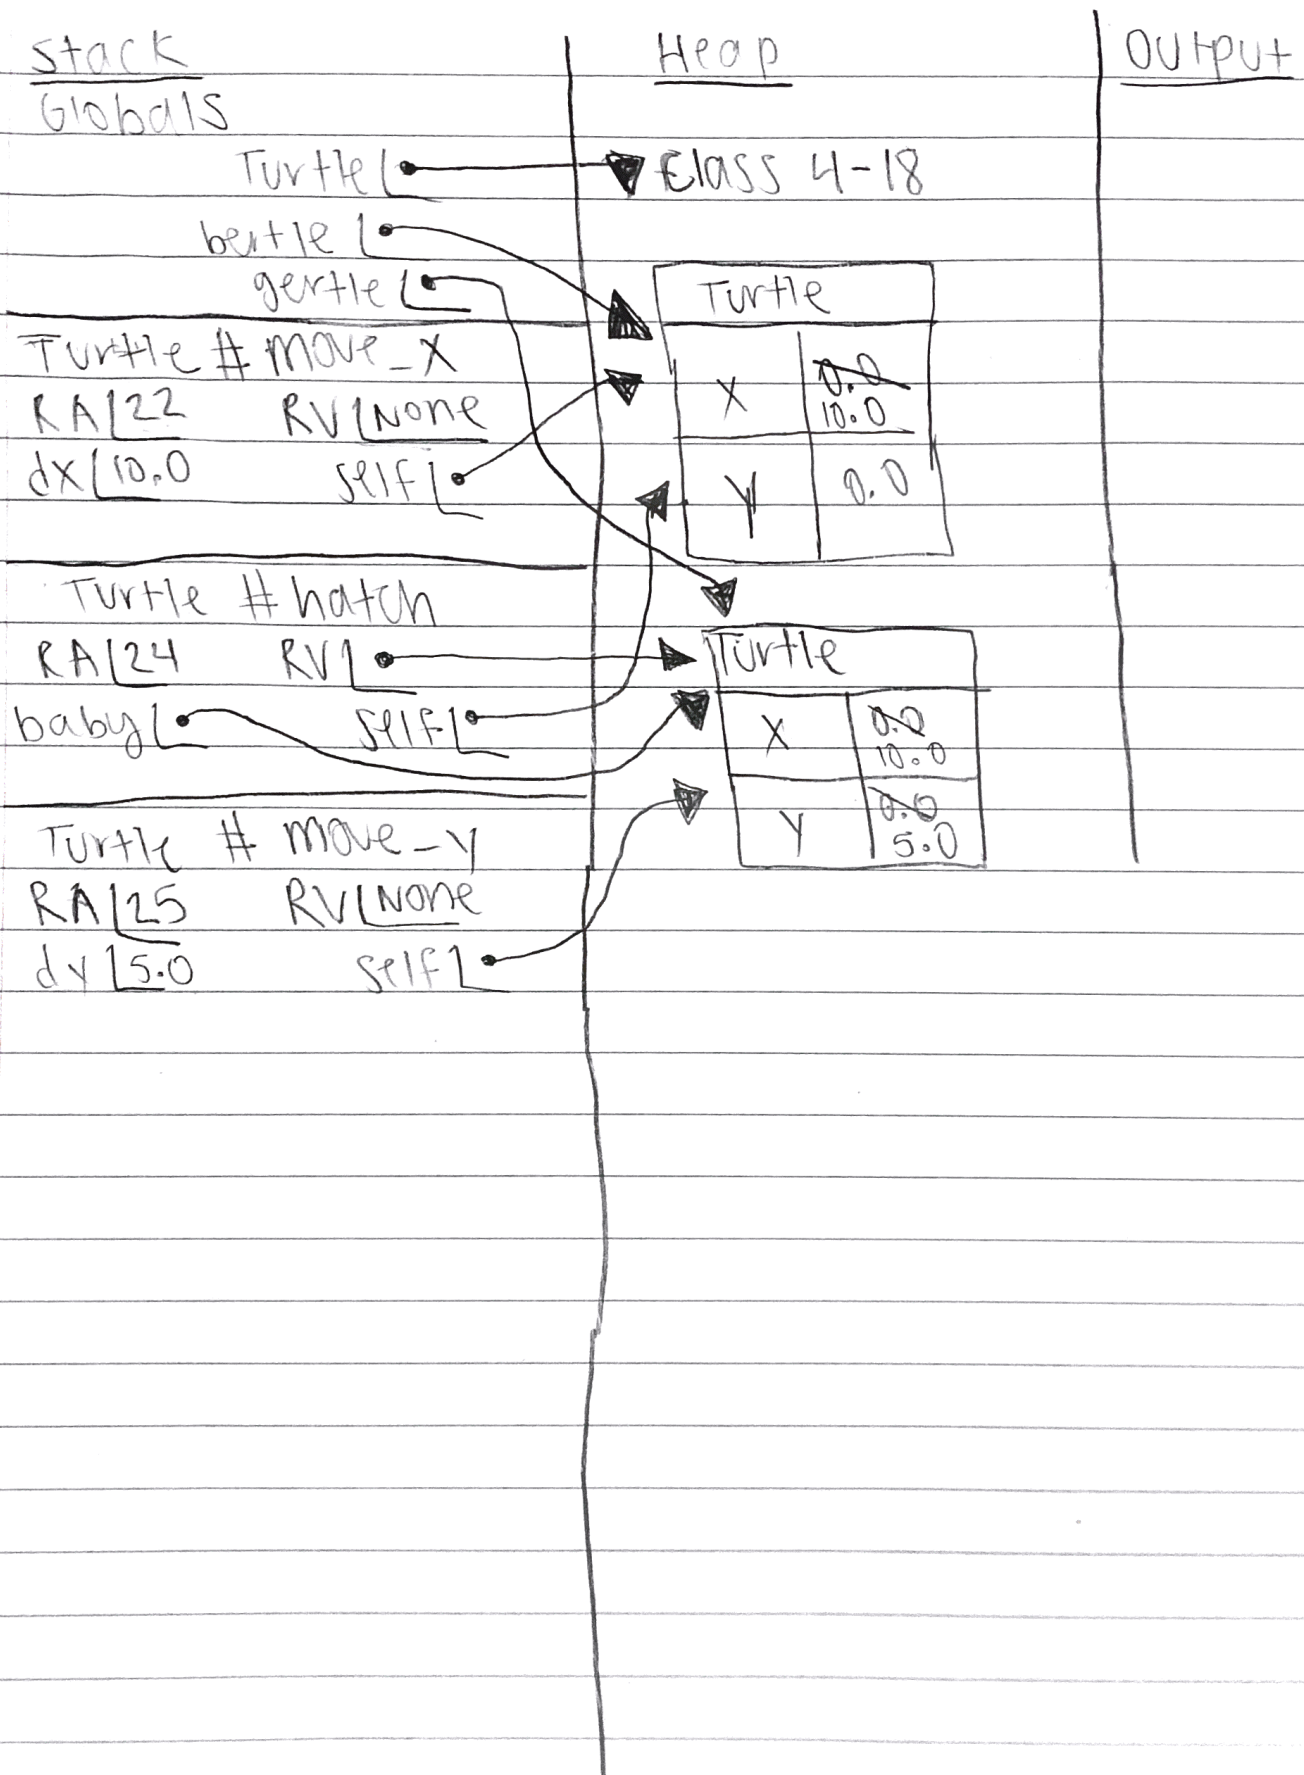 Stack Heap Output
Globals
Turtle Class 4-18
bertle
gertle Turtle
Turtle # move_x
X 0.0
RA 22 RV None 10.0
dx 10.0 self Y 0.0
Turtle # hatch
RA 24 RV Turtle
baby self X 0.0
10.0
Turtle # move_y Y 0.0
5.0
RA 25 RV None
dy 5.0 self